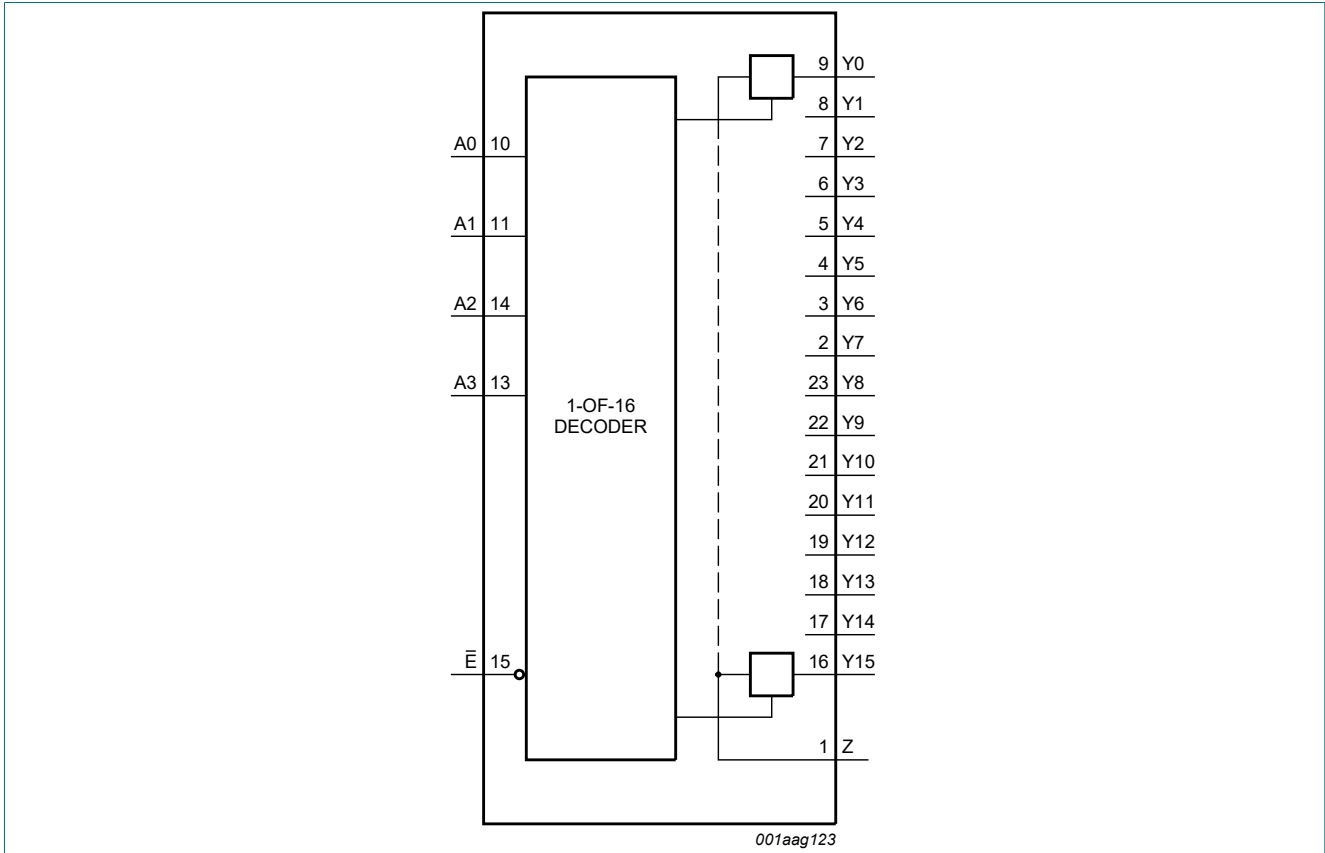 9 Y0
8 Y1
A0 10
7 Y2
6 Y3
A1 11
5 Y4
4 Y5
A2 14
3 Y6
2 Y7
A3 13
23 Y8
1-OF-16
DECODER
22 Y9
21 Y10
20 Y11
19 Y12
18 Y13
17 Y14
E̅ 15
16 Y15
1 Z
001aag123